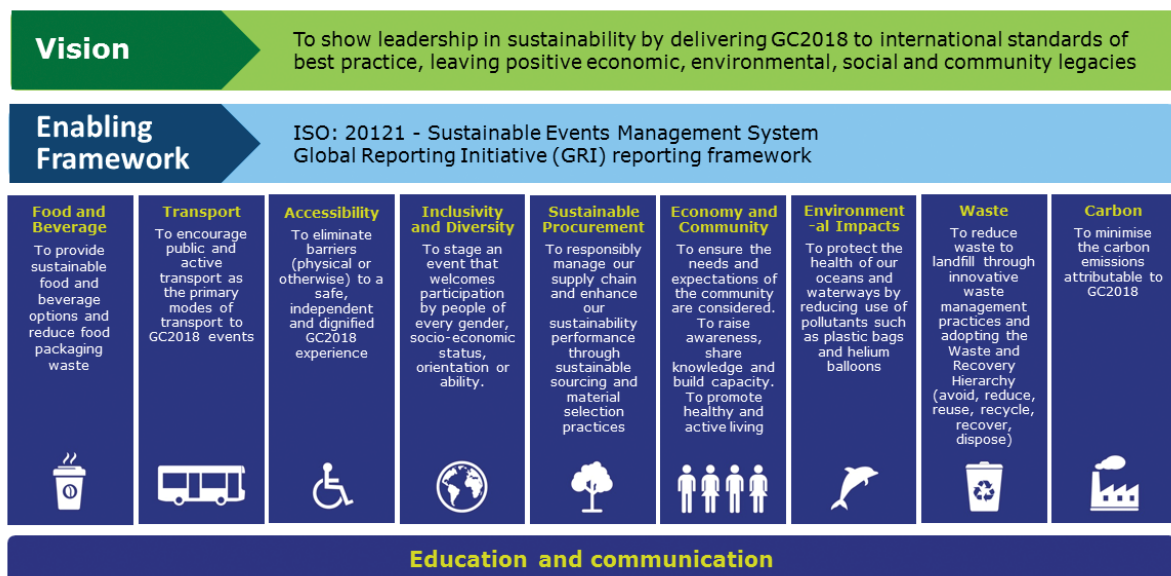 Vision
To show leadership in sustainability by delivering GC2018 to international standards of
best practice, leaving positive economic, environmental, social and community legacies
Enabling
Framework
ISO: 20121 - Sustainable Events Management System
Global Reporting Initiative (GRI) reporting framework
Food and
Beverage
To provide
sustainable
food and
beverage
options and
reduce food
packaging
waste
Transport
To encourage
public and
active
transport as
the primary
modes of
transport to
GC2018 events
Accessibility
To eliminate
barriers
(physical or
otherwise) to a
safe,
independent
and dignified
GC2018
experience
Inclusivity
and Diversity
To stage an
event that
welcomes
participation
by people of
every gender,
socio-economic
status,
orientation or
ability.
Sustainable
Procurement
To responsibly
manage our
supply chain
and enhance
our
sustainability
performance
through
sustainable
sourcing and
material
selection
practices
Economy and
Community
To ensure the
needs and
expectations of
the community
are considered.
To raise
awareness,
share
knowledge and
build capacity.
To promote
healthy and
active living
Environment
-al Impacts
To protect the
health of our
oceans and
waterways by
reducing use of
pollutants such
as plastic bags
and helium
balloons
Waste
To reduce
waste to
landfill through
innovative
waste
management
practices and
adopting the
Waste and
Recovery
Hierarchy
(avoid, reduce,
reuse, recycle,
recover,
dispose)
Carbon
To minimise
the carbon
emissions
attributable to
GC2018
Education and communication